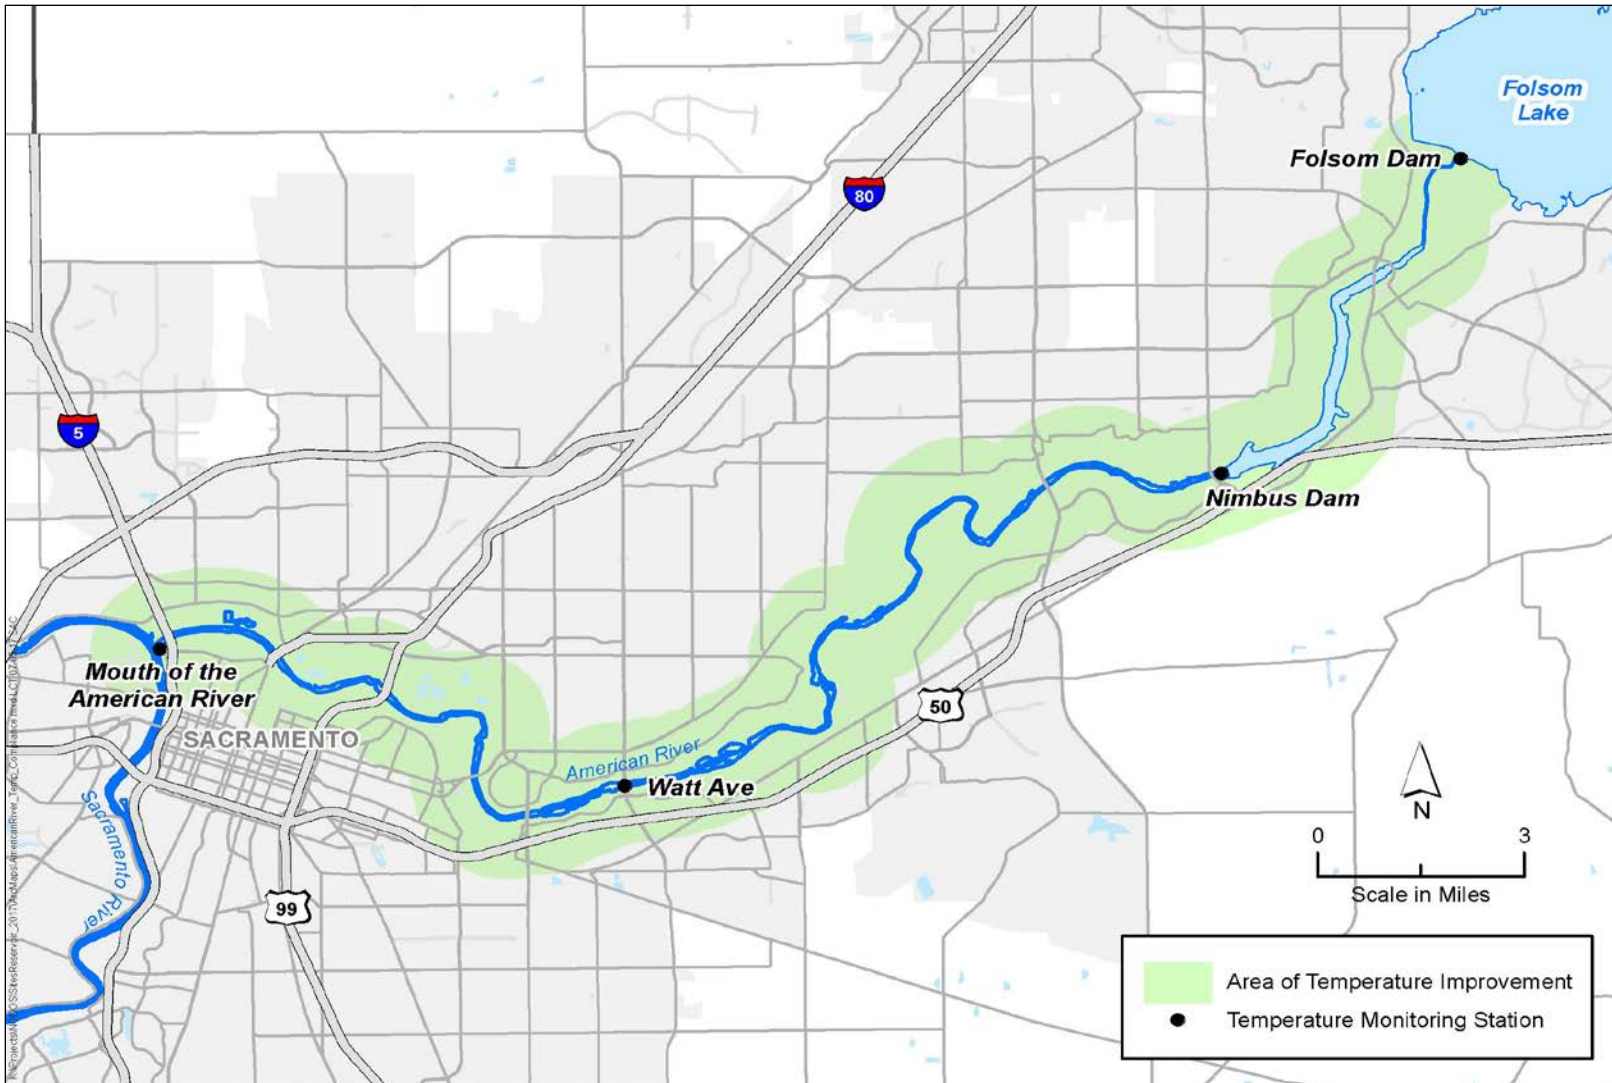 Folsom
Lake
Folsom Dam
80
5
Nimbus Dam
Mouth of the
American River
50
SACRAMENTO
American River
Watt Ave
Sacramento River
N
0 3
Scale in Miles
99
Area of Temperature Improvement
Temperature Monitoring Station